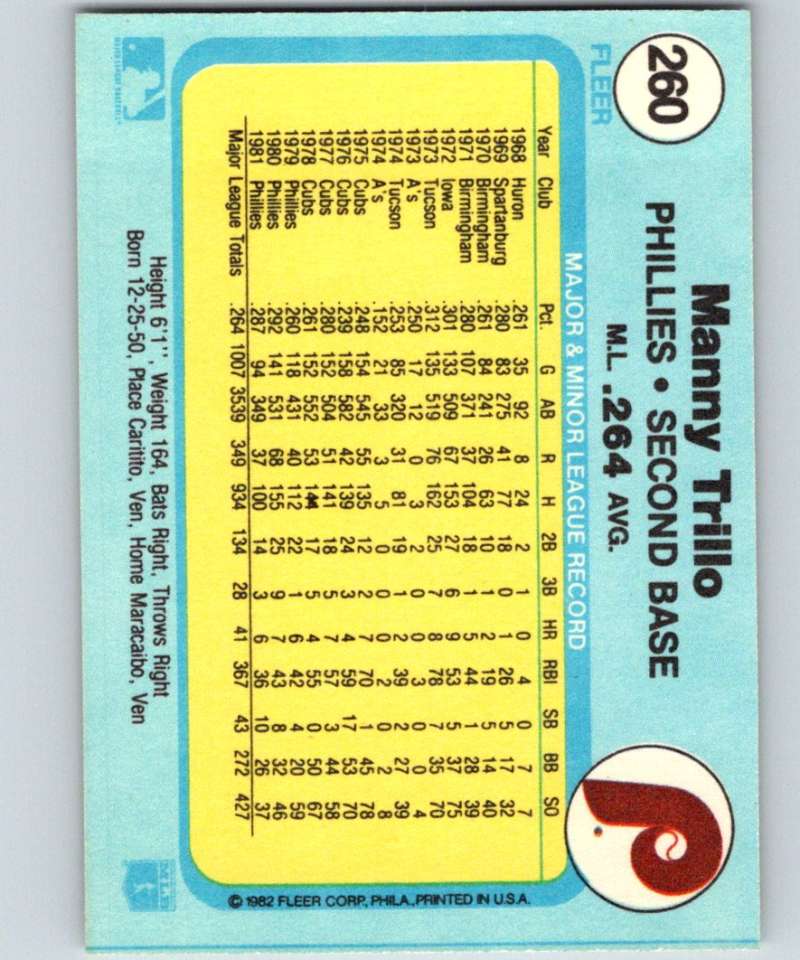 260
FLEER
Manny Trillo
PHILLIES • SECOND BASE
M.L. .264 AVG.
MAJOR & MINOR LEAGUE RECORD
Year Club Pct. G AB R H 2B 3B HR RBI SB BB SO
1968 Huron .261 35 92 8 24 2 1 0 4 0 7 7
1969 Spartanburg .280 83 275 41 77 18 0 1 26 5 17 32
1970 Birmingham .261 84 241 26 63 10 1 2 19 5 14 40
1971 Birmingham .280 107 371 37 104 18 1 5 44 1 28 39
1972 Iowa .301 133 509 67 153 27 6 9 53 5 37 75
1973 Tucson .312 135 519 76 162 25 7 8 78 7 35 70
1973 A's .250 17 12 0 3 2 0 0 3 0 0 4
1974 Tucson .253 85 320 31 81 19 1 2 39 2 27 39
1974 A's .152 21 33 3 5 0 0 0 2 0 2 8
1975 Cubs .248 154 545 55 135 12 2 7 70 1 45 78
1976 Cubs .239 158 582 42 139 24 3 4 59 17 53 70
1977 Cubs .280 152 504 51 141 18 5 7 57 3 44 58
1978 Cubs .261 152 552 53 144 17 5 4 55 0 50 67
1979 Phillies .260 118 431 40 112 22 1 6 42 4 20 59
1980 Phillies .292 141 531 68 155 25 9 7 43 8 32 46
1981 Phillies .287 94 349 37 100 14 3 6 36 10 26 37
Major League Totals .264 1007 3539 349 934 134 28 41 367 43 272 427
Height 6'1'', Weight 164, Bats Right, Throws Right
Born 12-25-50, Place Caritito, Ven, Home Maracaibo, Ven
© 1982 FLEER CORP., PHILA., PRINTED IN U.S.A.